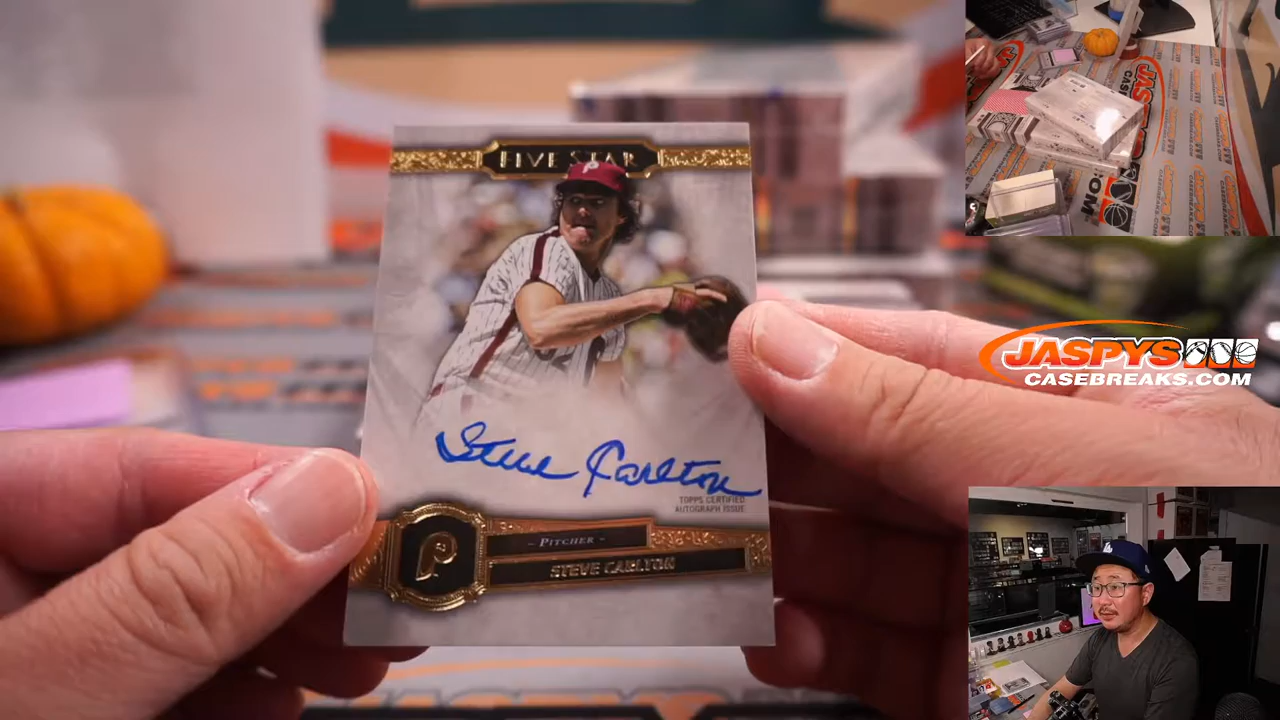 FIVE STAR
P
Steve Carlton
TOPPS CERTIFIED
AUTOGRAPH ISSUE
P
- PITCHER -
STEVE CARLTON
JASPYS
CASEBREAKS.COM